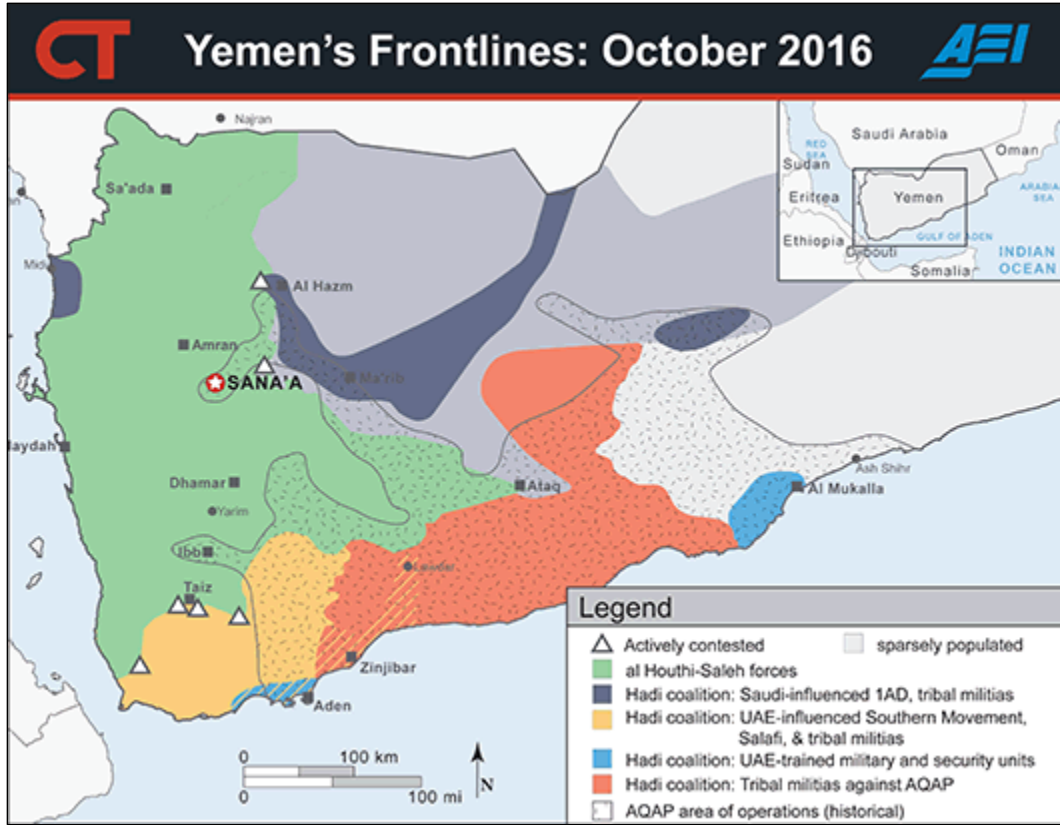 CT
Yemen's Frontlines: October 2016
AEI
Najran
Sa'ada
Al Hazm
Amran
SANA'A
Ma'rib
Dhamar
Yarim
Ibb
Taiz
Ataq
Ash Shihr
Al Mukalla
Lawdar
Zinjibar
Aden
Saudi Arabia
RED
SEA
Oman
Sudan
Eritrea
Yemen
ARABIAN
SEA
Ethiopia
Djibouti
GULF OF ADEN
INDIAN
OCEAN
Somalia
0 100 km
0 100 mi
N
Legend
Actively contested
sparsely populated
al Houthi-Saleh forces
Hadi coalition: Saudi-influenced 1AD, tribal militias
Hadi coalition: UAE-influenced Southern Movement,
Salafi, & tribal militias
Hadi coalition: UAE-trained military and security units
Hadi coalition: Tribal militias against AQAP
AQAP area of operations (historical)